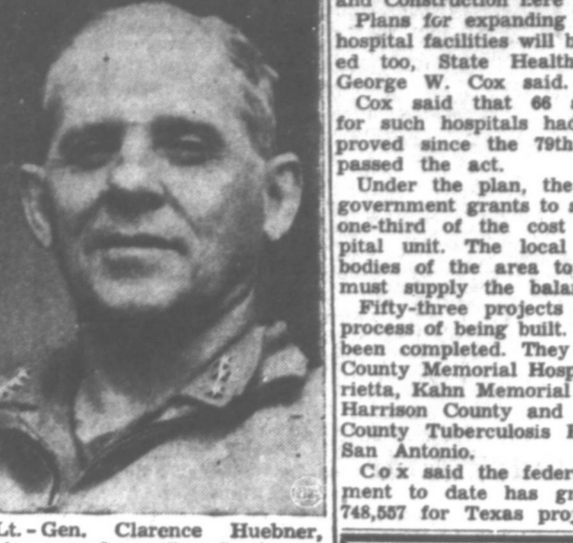 Lt. - Gen. Clarence Huebner,
and Construction
Plans for expanding
hospital facilities will b
ed too, State Health
George W. Cox said.
Cox said that 66 s
for such hospitals had
proved since the 79th
passed the act.
Under the plan, the
government grants to s
one-third of the cost
pital unit. The local
bodies of the area to
must supply the bala
Fifty-three projects
process of being built.
been completed. They
County Memorial Hosp
rietta, Kahn Memorial
Harrison County and
County Tuberculosis H
San Antonio.
Cox said the feder
ment to date has gr
748,557 for Texas proj